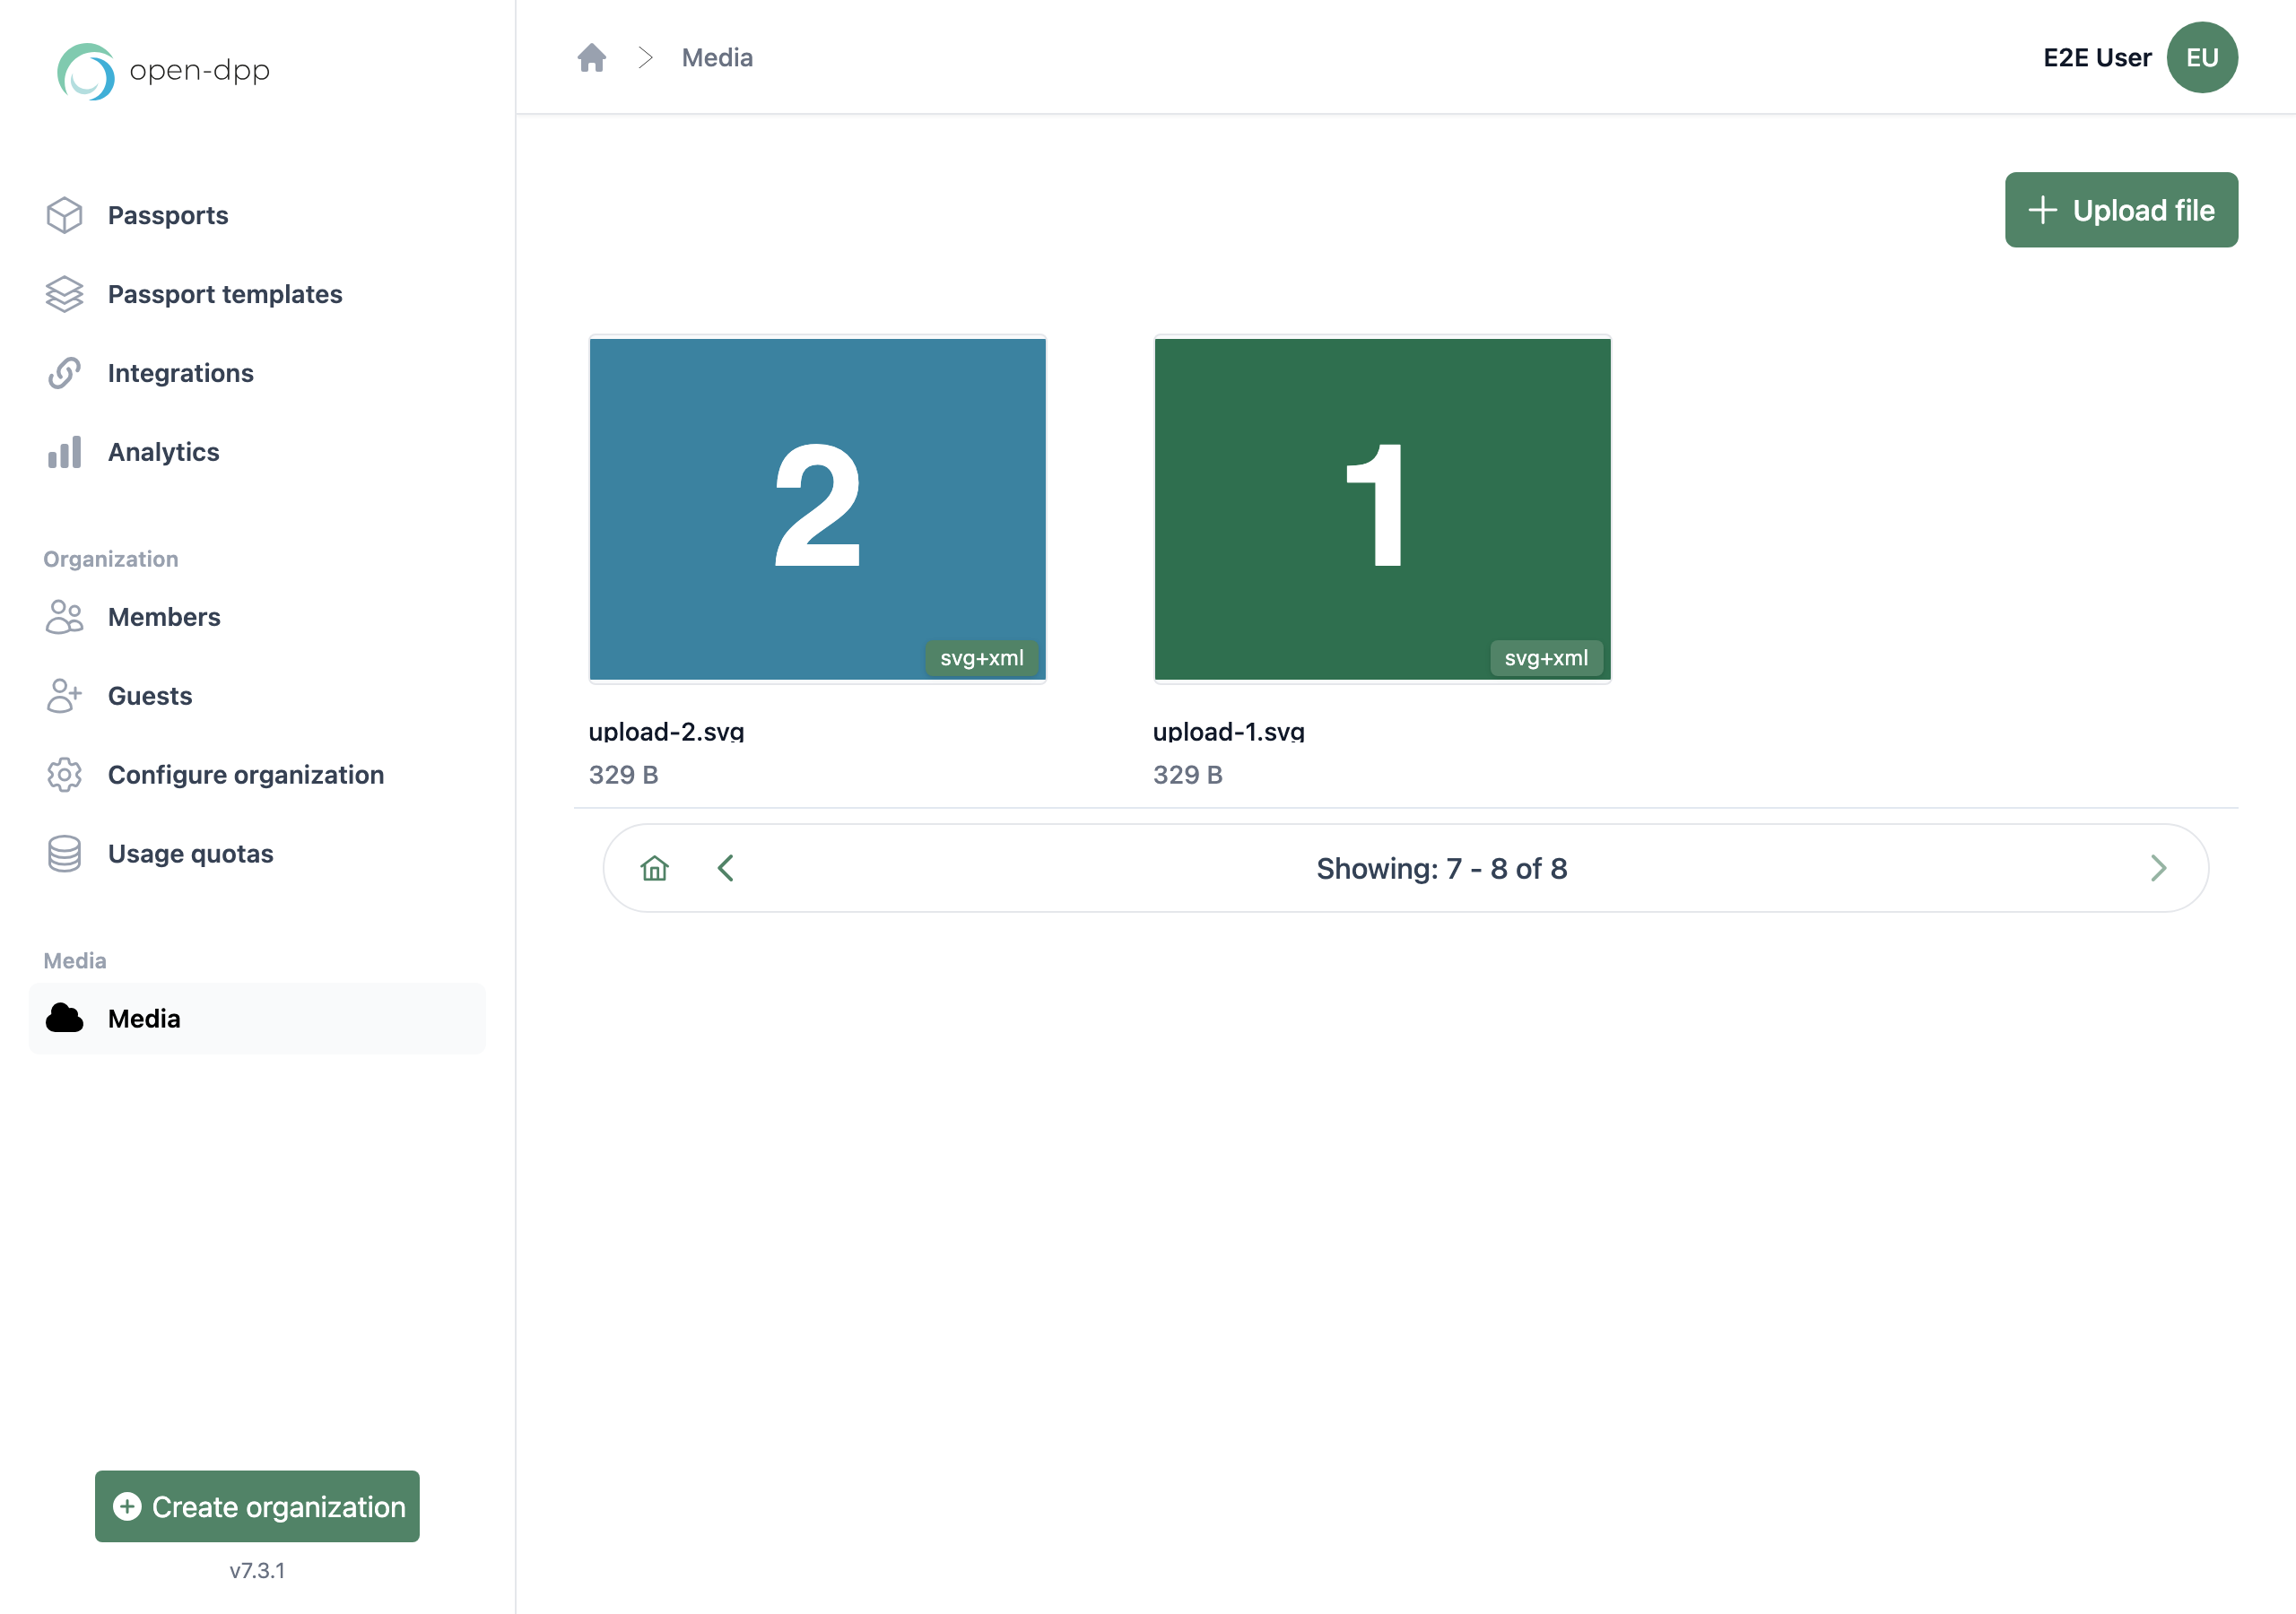 open-dpp
Media
E2E User
EU
Passports
Passport templates
Integrations
Analytics
Organization
Members
Guests
Configure organization
Usage quotas
Media
Media
Create organization
v7.3.1
Upload file
2
svg+xml
1
svg+xml
upload-2.svg
329 B
upload-1.svg
329 B
Showing: 7 - 8 of 8